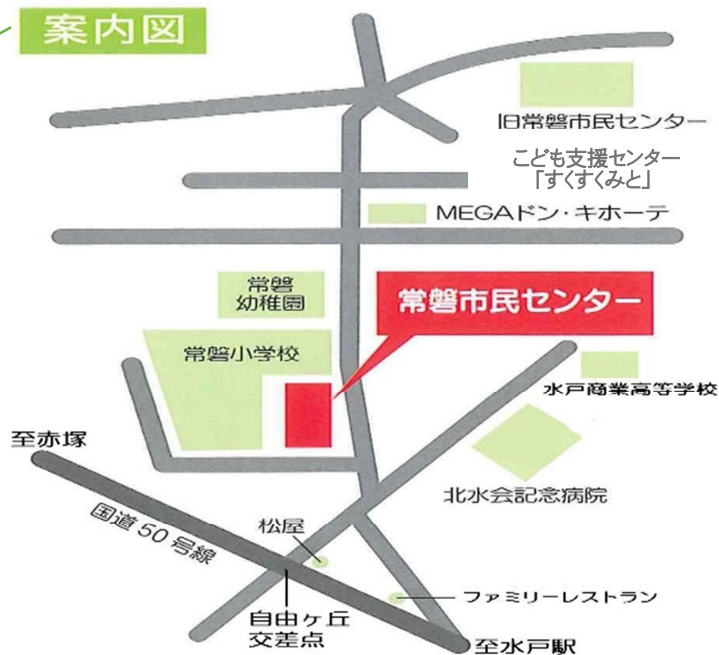 案内図
旧常磐市民センター
こども支援センター
「すくすくみと」
MEGAドン・キホーテ
常磐
幼稚園
常磐市民センター
常磐小学校
水戸商業高等学校
至赤塚
北水会記念病院
国道50号線
松屋
ファミリーレストラン
自由ヶ丘
交差点
至水戸駅